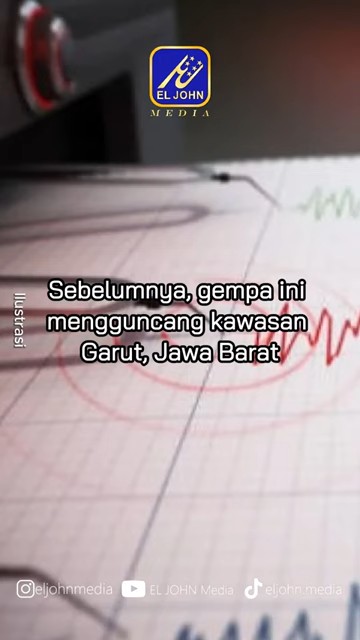 EL JOHN
MEDIA
Sebelumnya, gempa ini
mengguncang kawasan
Garut, Jawa Barat
Ilustrasi
eljohnmedia
EL JOHN Media
eljohn.media